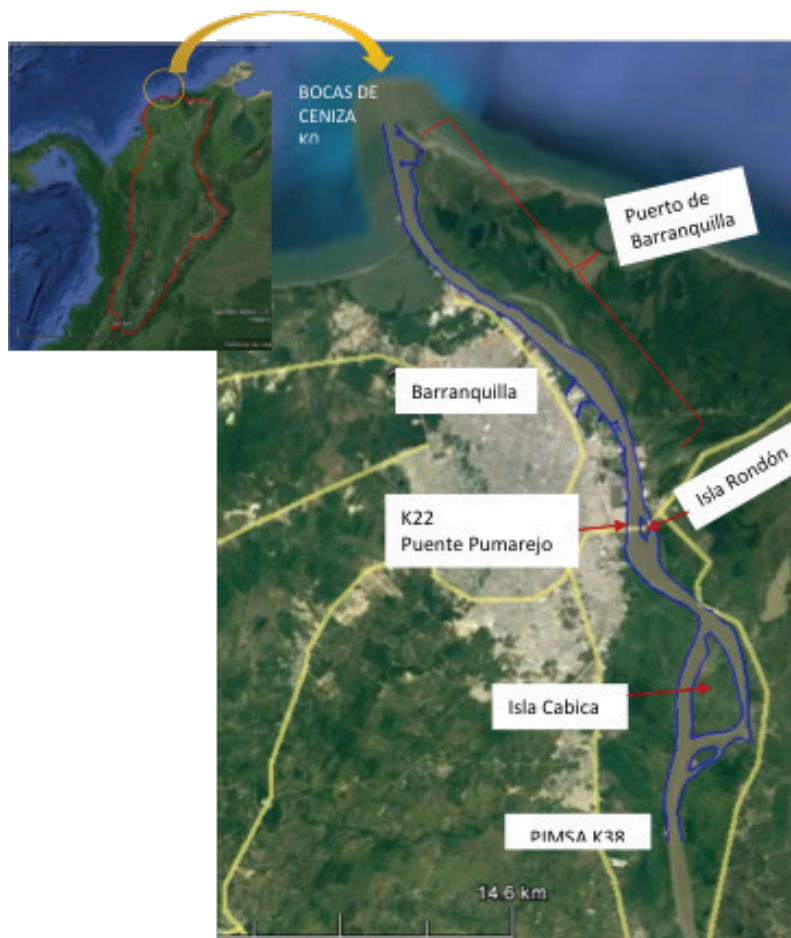 BOCAS DE
CENIZA
K0
Puerto de
Barranquilla
Barranquilla
Isla Rondón
K22
Puente Pumarejo
Isla Cabica
PIMSA K38
14.6 km